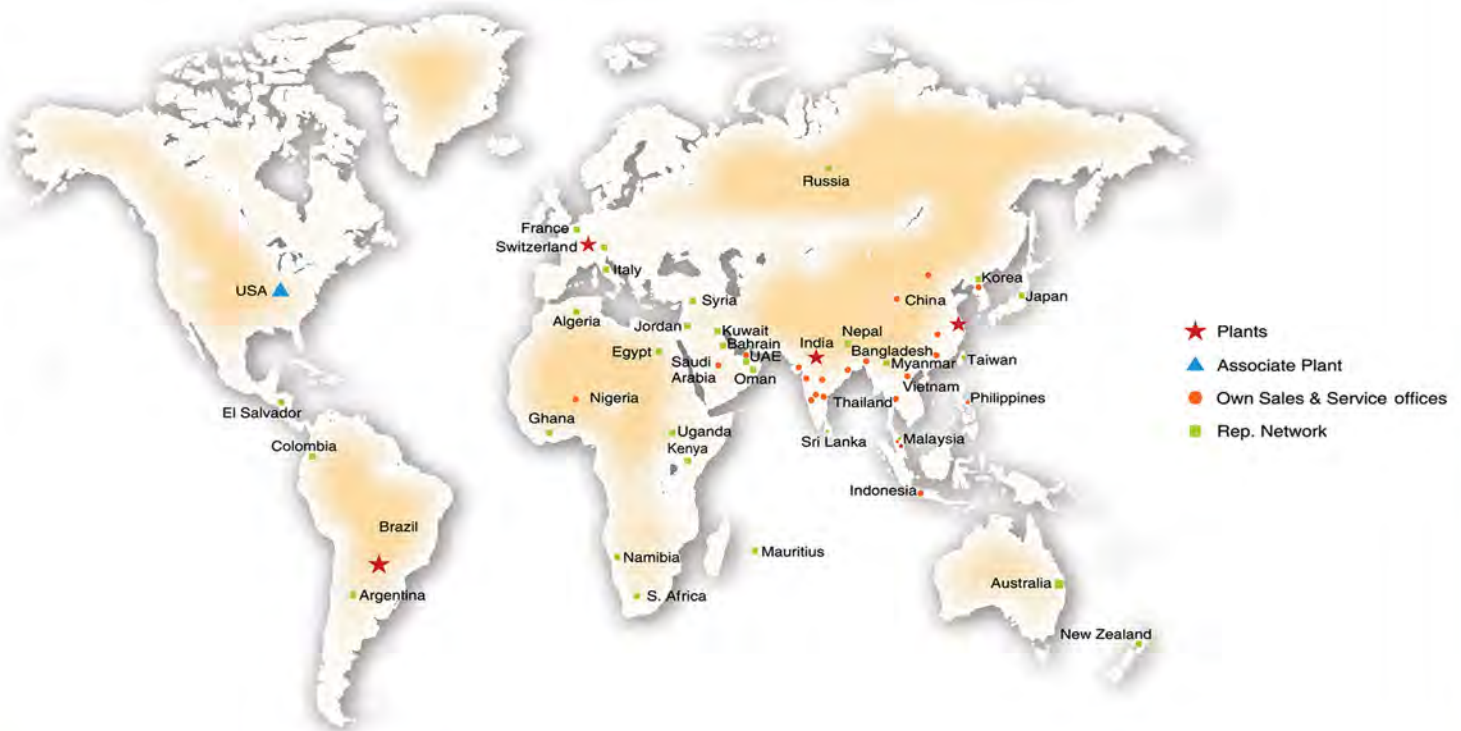 Russia
France
Switzerland
Italy
USA
Syria
Korea
China
Japan
Algeria
Jordan
Kuwait
Nepal
India
Bahrain
Egypt
UAE
Bangladesh
Saudi
Arabia
Oman
Myanmar
Taiwan
Vietnam
Nigeria
Thailand
Philippines
El Salvador
Ghana
Uganda
Sri Lanka
Malaysia
Colombia
Kenya
Indonesia
Brazil
Namibia
Mauritius
Argentina
S. Africa
Australia
New Zealand
Plants
Associate Plant
Own Sales & Service offices
Rep. Network